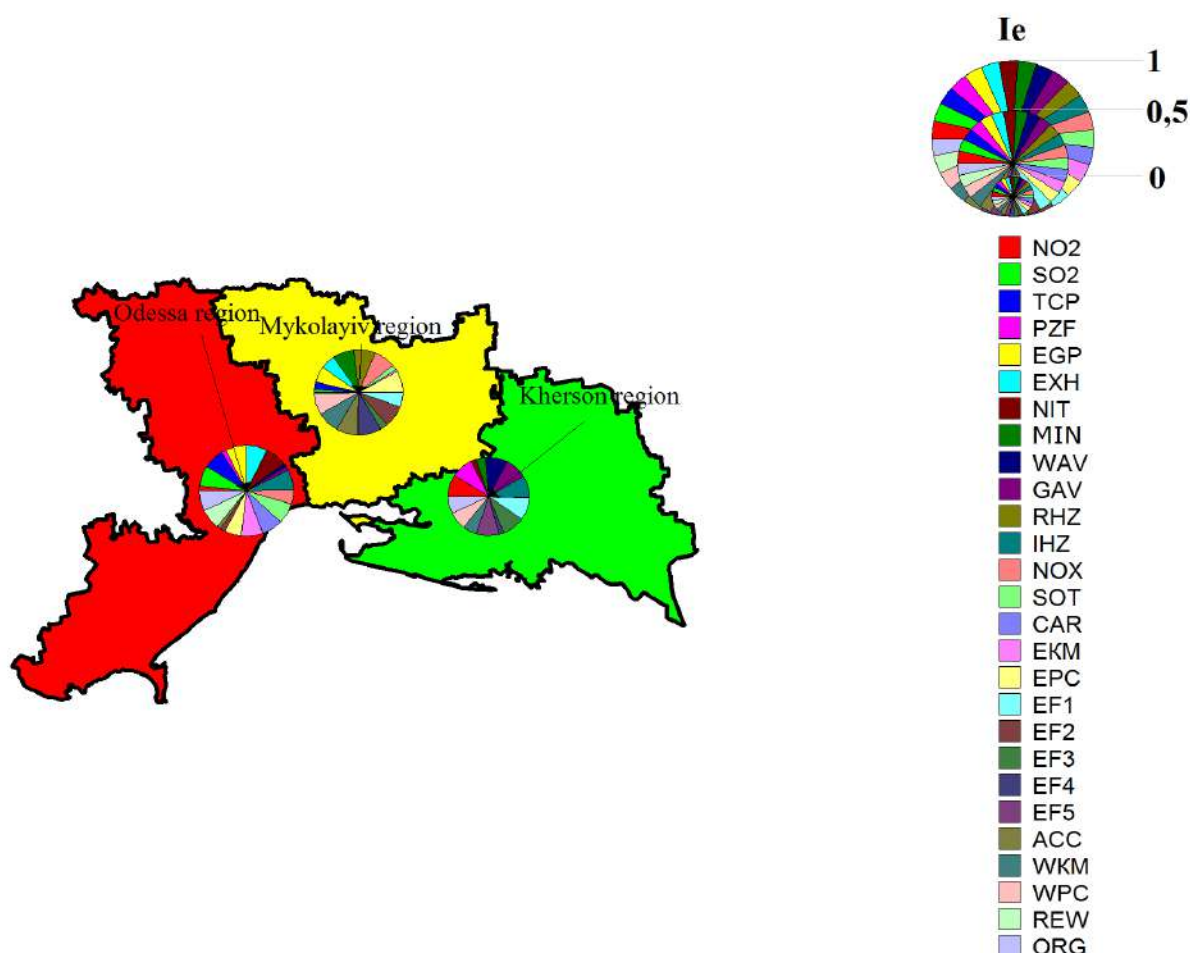 Ie
1
0,5
0
Odessa region
Mykolayiv region
Kherson region
NO2
SO2
TCP
PZF
EGP
EXH
NIT
MIN
WAV
GAV
RHZ
IHZ
NOX
SOT
CAR
EKM
EPC
EF1
EF2
EF3
EF4
EF5
ACC
WKM
WPC
REW
ORG